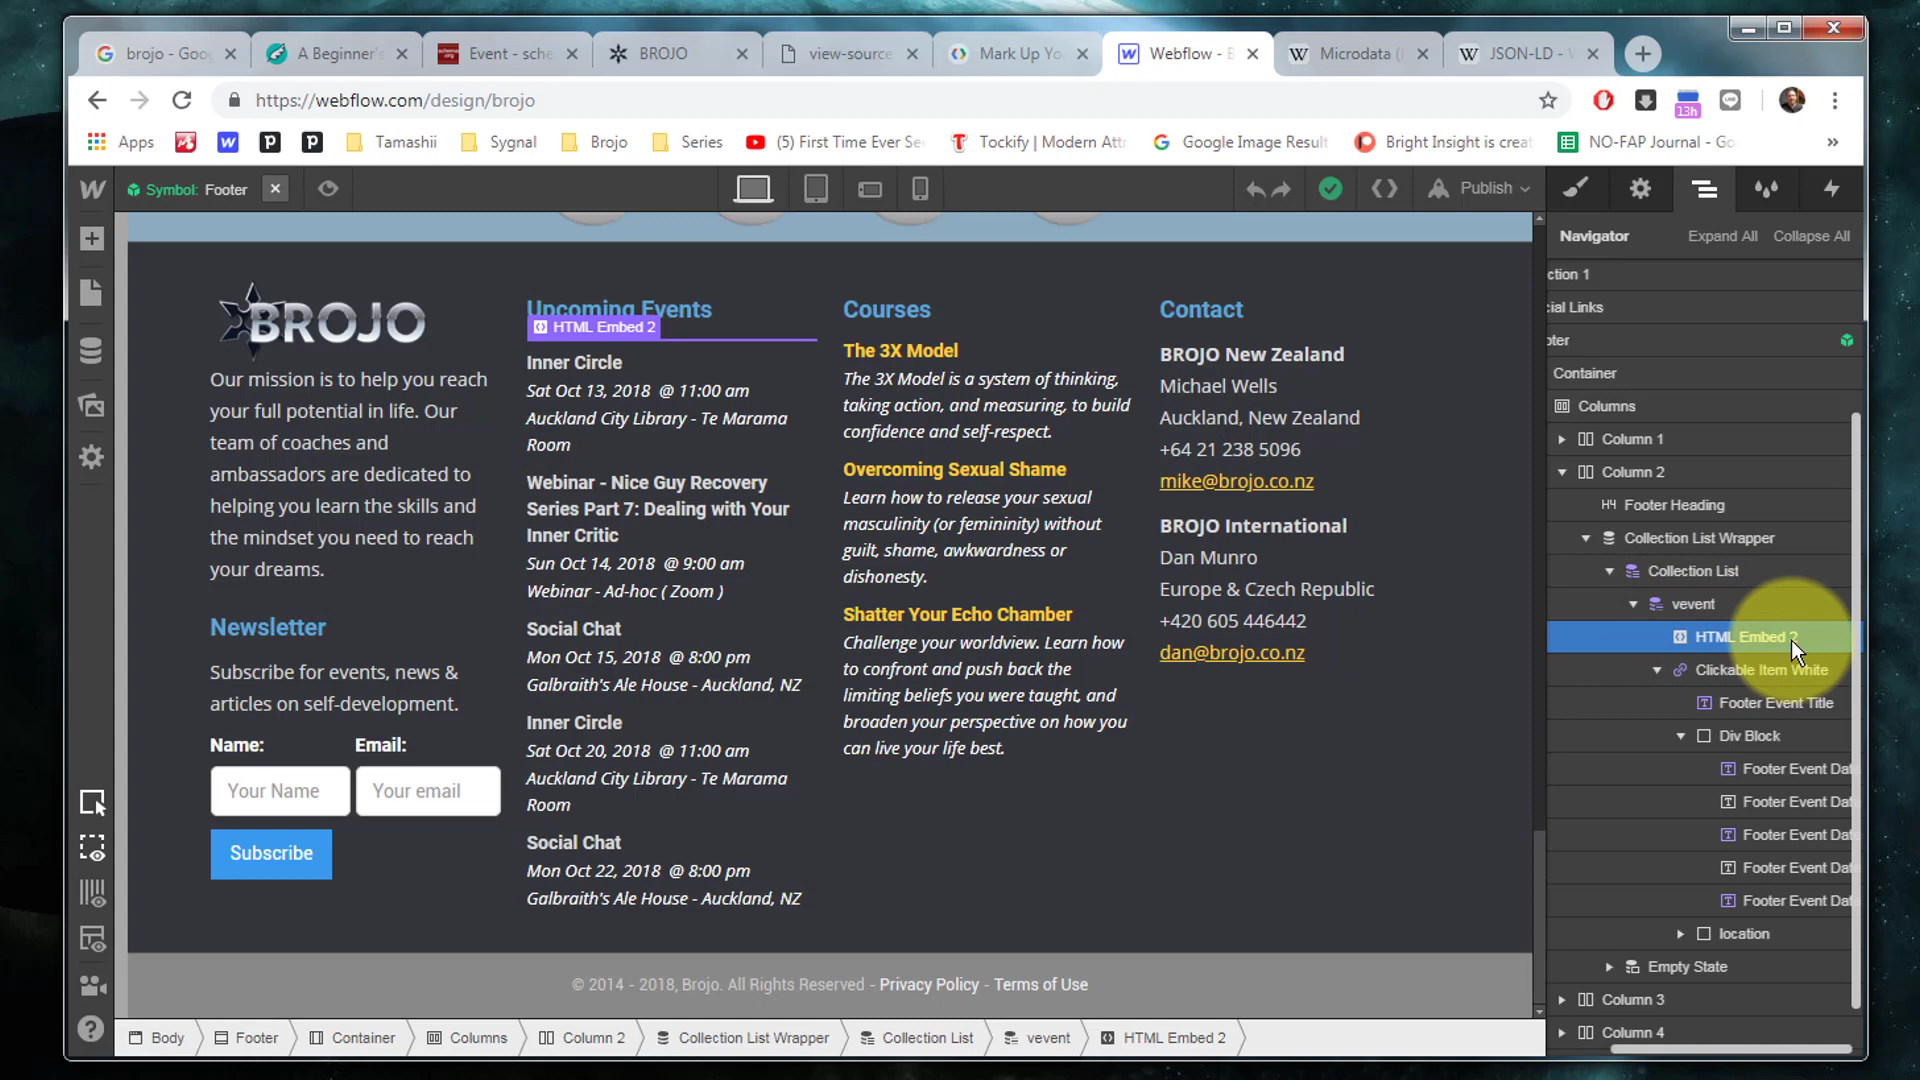 brojo - Goog
A Beginner's
Event - sche
BROJO
view-source
Mark Up Yo
Webflow - B
Microdata (
JSON-LD - W
https://webflow.com/design/brojo
13h
Apps
Tamashii
Sygnal
Brojo
Series
(5) First Time Ever Se
Tockify | Modern Attr
Google Image Result
Bright Insight is creat
NO-FAP Journal - Go
Symbol: Footer
Publish
Navigator
Expand All
Collapse All
BROJO
Our mission is to help you reach
your full potential in life. Our
team of coaches and
ambassadors are dedicated to
helping you learn the skills and
the mindset you need to reach
your dreams.
Newsletter
Subscribe for events, news &
articles on self-development.
Name:
Email:
Your Name
Your email
Subscribe
Upcoming Events
HTML Embed 2
Inner Circle
Sat Oct 13, 2018 @ 11:00 am
Auckland City Library - Te Marama
Room
Webinar - Nice Guy Recovery
Series Part 7: Dealing with Your
Inner Critic
Sun Oct 14, 2018 @ 9:00 am
Webinar - Ad-hoc ( Zoom )
Social Chat
Mon Oct 15, 2018 @ 8:00 pm
Galbraith's Ale House - Auckland, NZ
Inner Circle
Sat Oct 20, 2018 @ 11:00 am
Auckland City Library - Te Marama
Room
Social Chat
Mon Oct 22, 2018 @ 8:00 pm
Galbraith's Ale House - Auckland, NZ
Courses
The 3X Model
The 3X Model is a system of thinking,
taking action, and measuring, to build
confidence and self-respect.
Overcoming Sexual Shame
Learn how to release your sexual
masculinity (or femininity) without
guilt, shame, awkwardness or
dishonesty.
Shatter Your Echo Chamber
Challenge your worldview. Learn how
to confront and push back the
limiting beliefs you were taught, and
broaden your perspective on how you
can live your life best.
Contact
BROJO New Zealand
Michael Wells
Auckland, New Zealand
+64 21 238 5096
mike@brojo.co.nz
BROJO International
Dan Munro
Europe & Czech Republic
+420 605 446442
dan@brojo.co.nz
© 2014 - 2018, Brojo. All Rights Reserved - Privacy Policy - Terms of Use
ction 1
cial Links
oter
Container
Columns
Column 1
Column 2
H4 Footer Heading
Collection List Wrapper
Collection List
vevent
HTML Embed 2
Clickable Item White
Footer Event Title
Div Block
Footer Event Dat
Footer Event Dat
Footer Event Dat
Footer Event Dat
Footer Event Dat
location
Empty State
Column 3
Column 4
Body
Footer
Container
Columns
Column 2
Collection List Wrapper
Collection List
vevent
HTML Embed 2